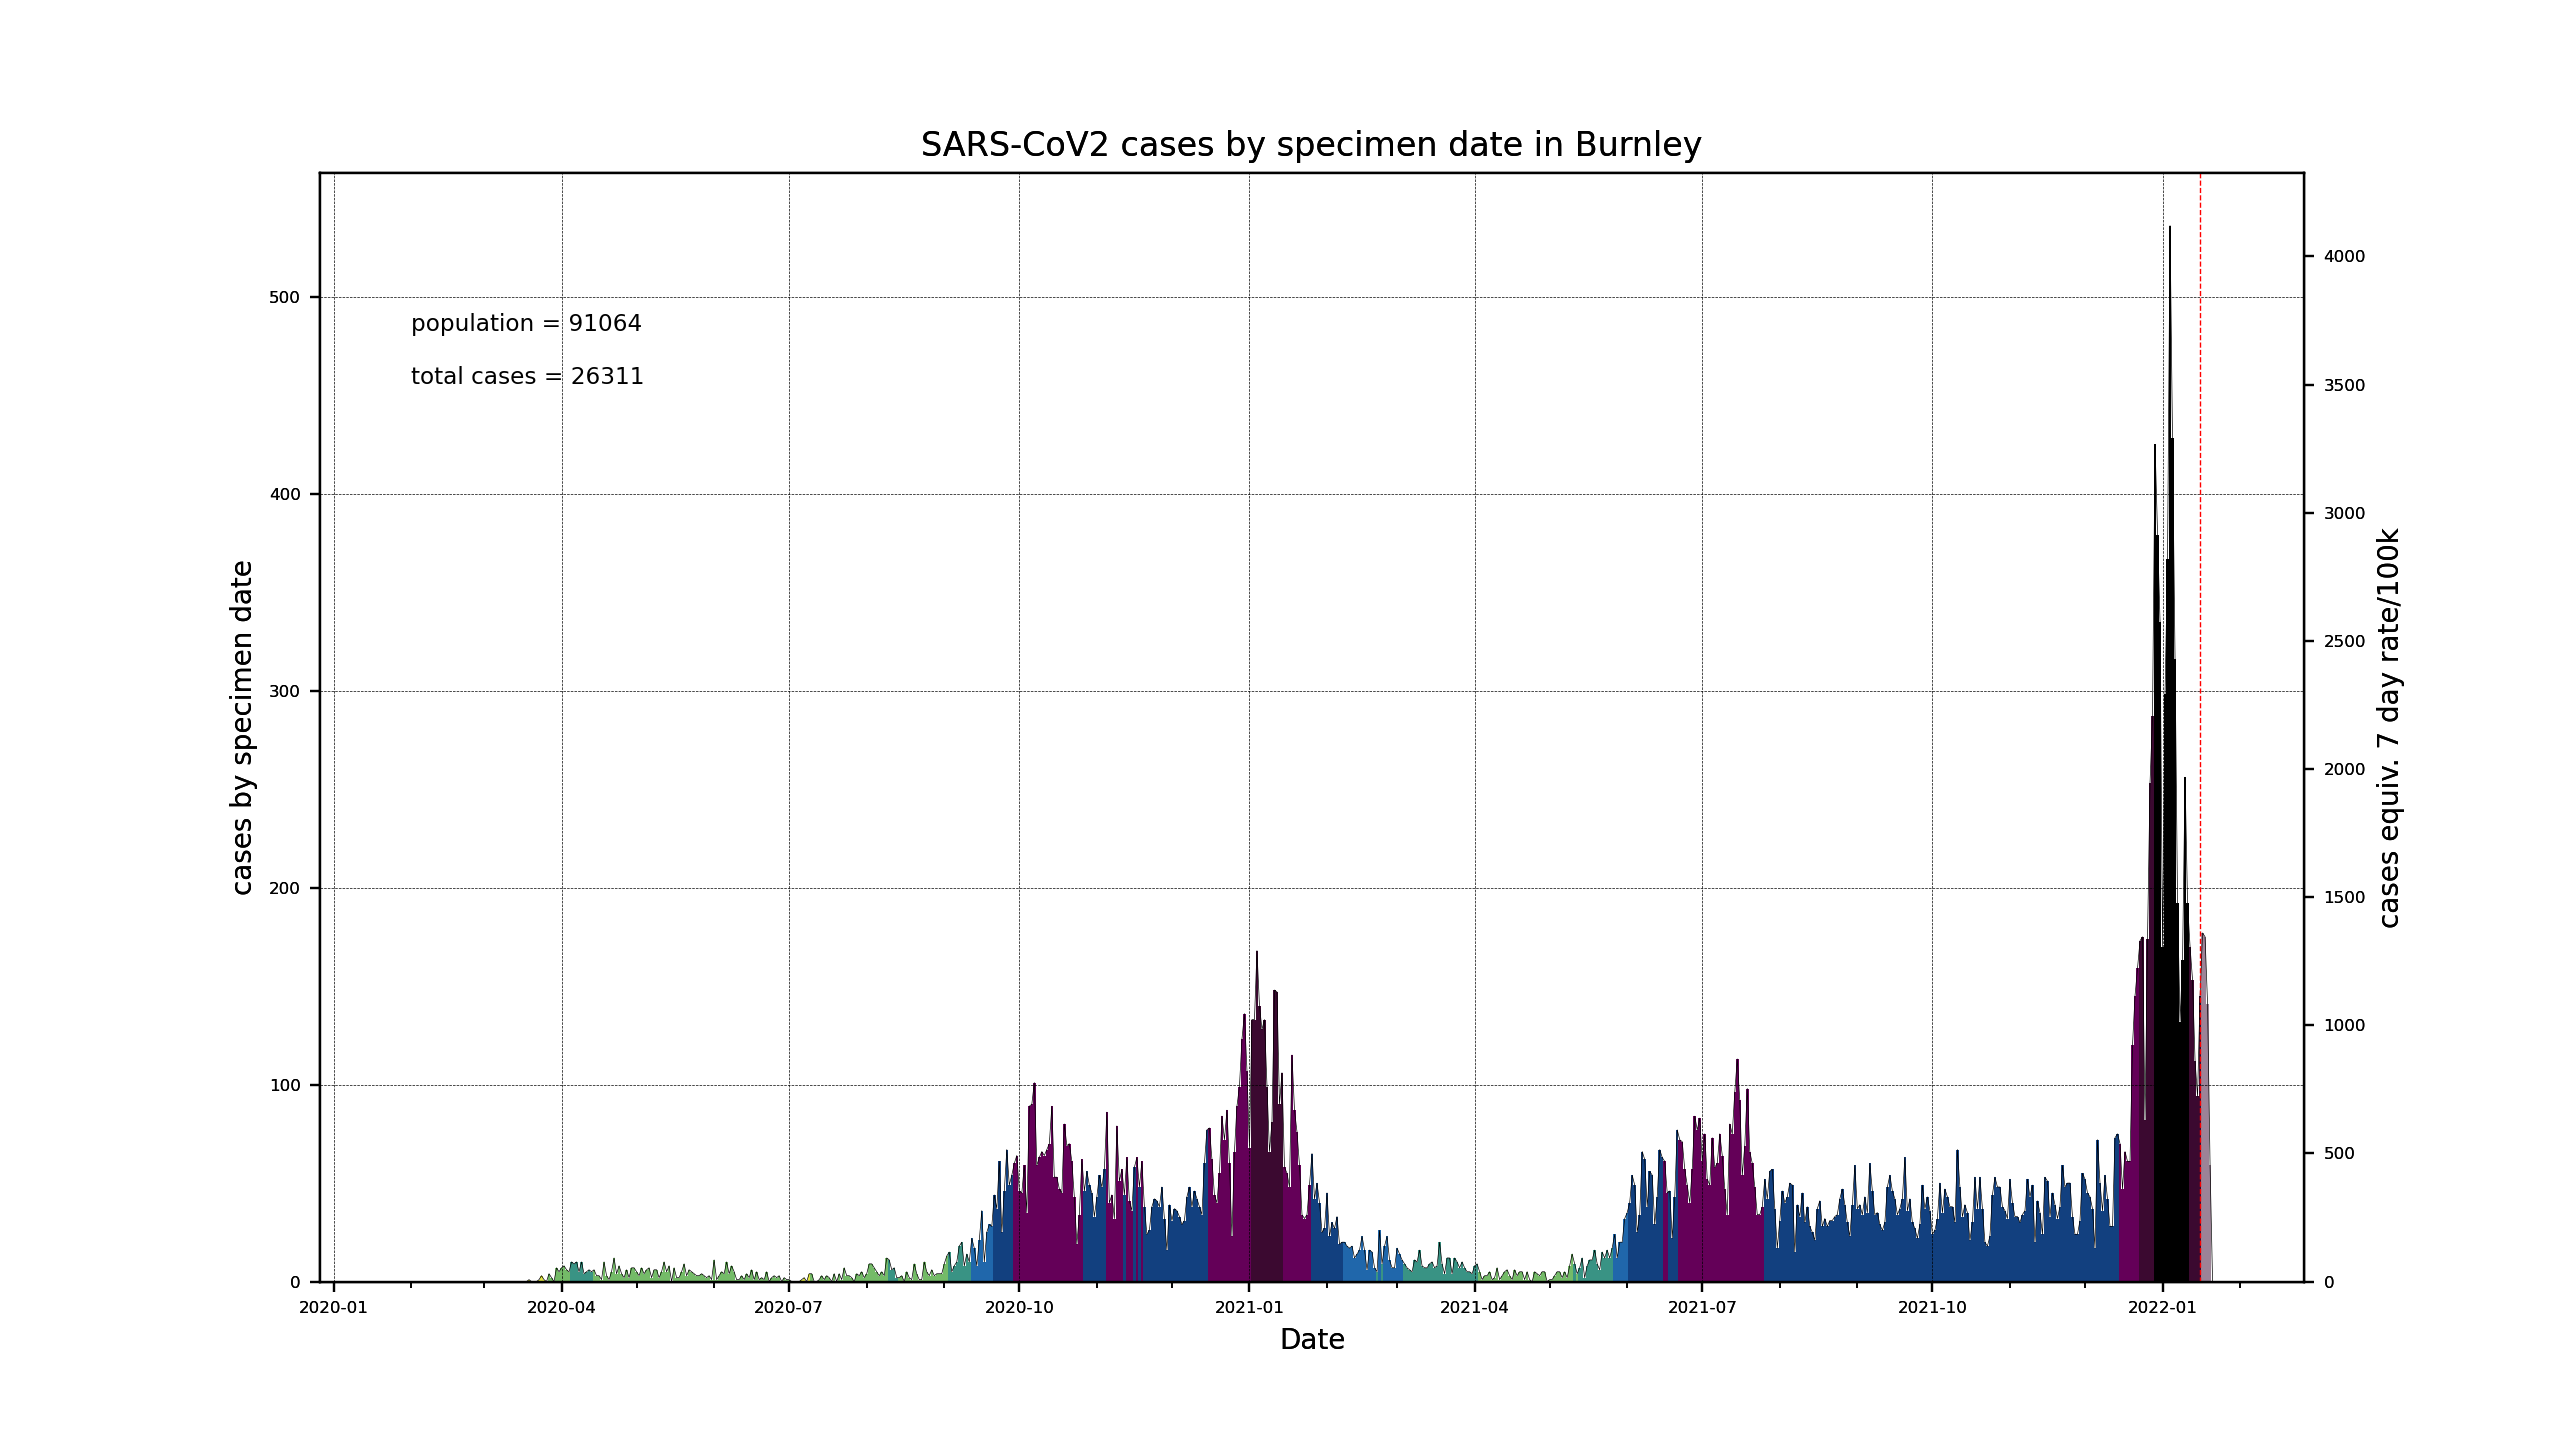 SARS-CoV2 cases by specimen date in Burnley
population = 91064
total cases = 26311
cases by specimen date
500
400
300
200
100
0
4000
3500
3000
2500
2000
1500
1000
500
0
cases equiv. 7 day rate/100k
2020-01 2020-04 2020-07 2020-10 2021-01 2021-04 2021-07 2021-10 2022-01
Date